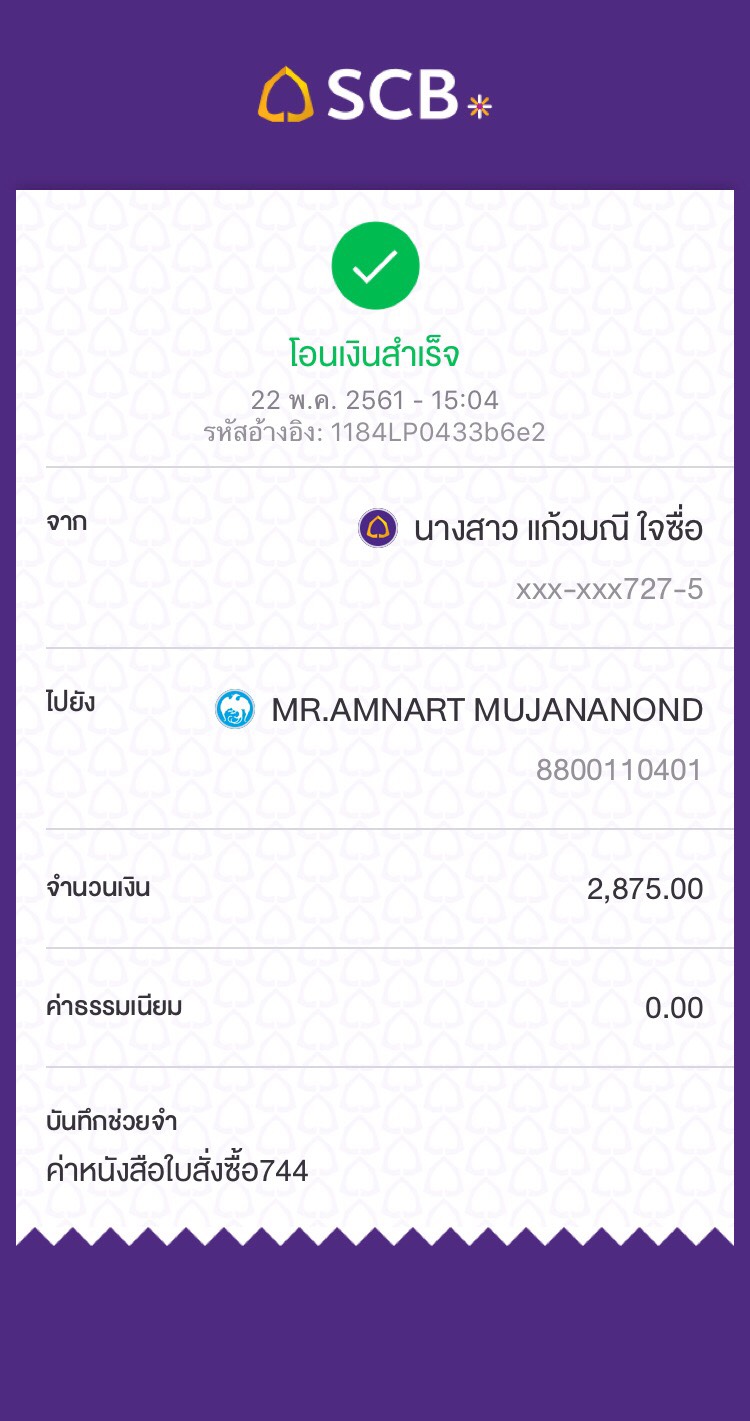 SCB
โอนเงินสำเร็จ
22 พ.ค. 2561 - 15:04
รหัสอ้างอิง: 1184LP0433b6e2
จาก
นางสาว แก้วมณี ใจซื่อ
xxx-xxx727-5
ไปยัง
MR.AMNART MUJANANOND
8800110401
จำนวนเงิน
2,875.00
ค่าธรรมเนียม
0.00
บันทึกช่วยจำ
ค่าหนังสือใบสั่งซื้อ744